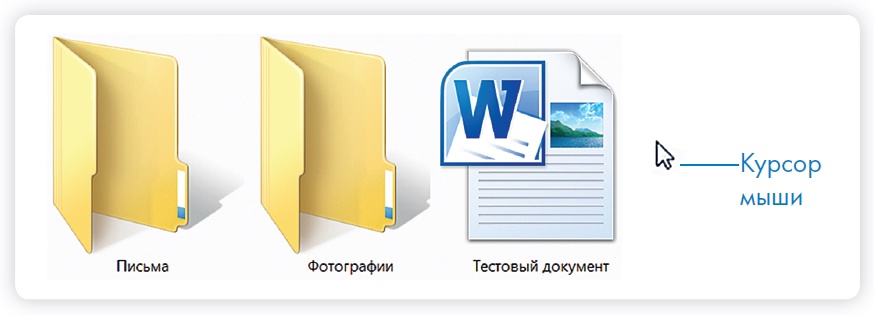 W
Курсор
мыши
Письма
Фотографии
Тестовый документ